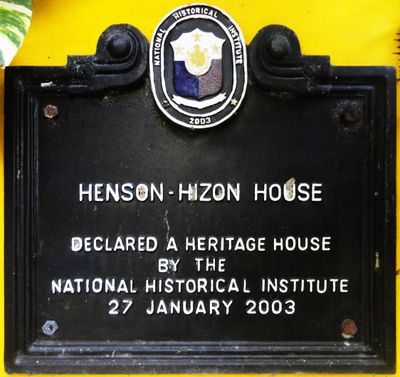 NATIONAL HISTORICAL INSTITUTE
2003
HENSON-HIZON HOUSE
DECLARED A HERITAGE HOUSE
BY THE
NATIONAL HISTORICAL INSTITUTE
27 JANUARY 2003